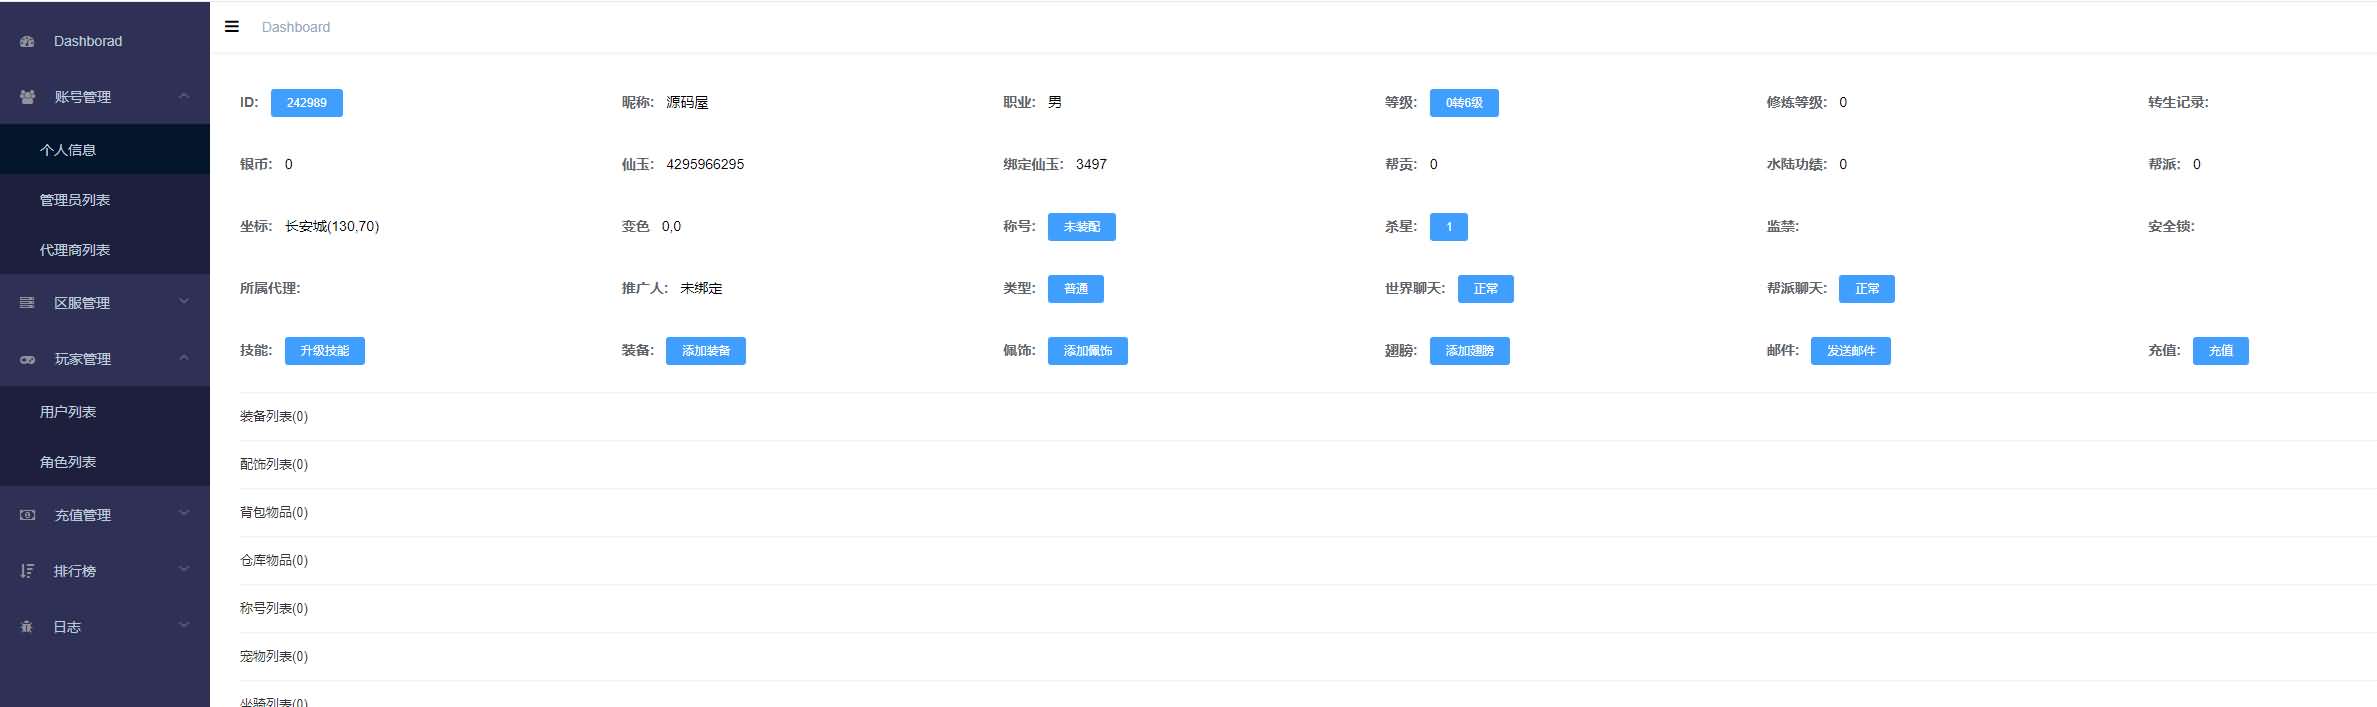 Dashborad
账号管理
个人信息
管理员列表
代理商列表
区服管理
玩家管理
用户列表
角色列表
充值管理
排行榜
日志
Dashboard
ID: 242989 昵称: 源码屋 职业: 男 等级: 0转6级 修炼等级: 0 转生记录:
银币: 0 仙玉: 4295966295 绑定仙玉: 3497 帮贡: 0 水陆功绩: 0 帮派: 0
坐标: 长安城(130,70) 变色 0,0 称号: 未装配 杀星: 1 监禁: 安全锁:
所属代理: 推广人: 未绑定 类型: 普通 世界聊天: 正常 帮派聊天: 正常
技能: 升级技能 装备: 添加装备 佩饰: 添加佩饰 翅膀: 添加翅膀 邮件: 发送邮件 充值: 充值
装备列表(0)
配饰列表(0)
背包物品(0)
仓库物品(0)
称号列表(0)
宠物列表(0)
坐骑列表(0)